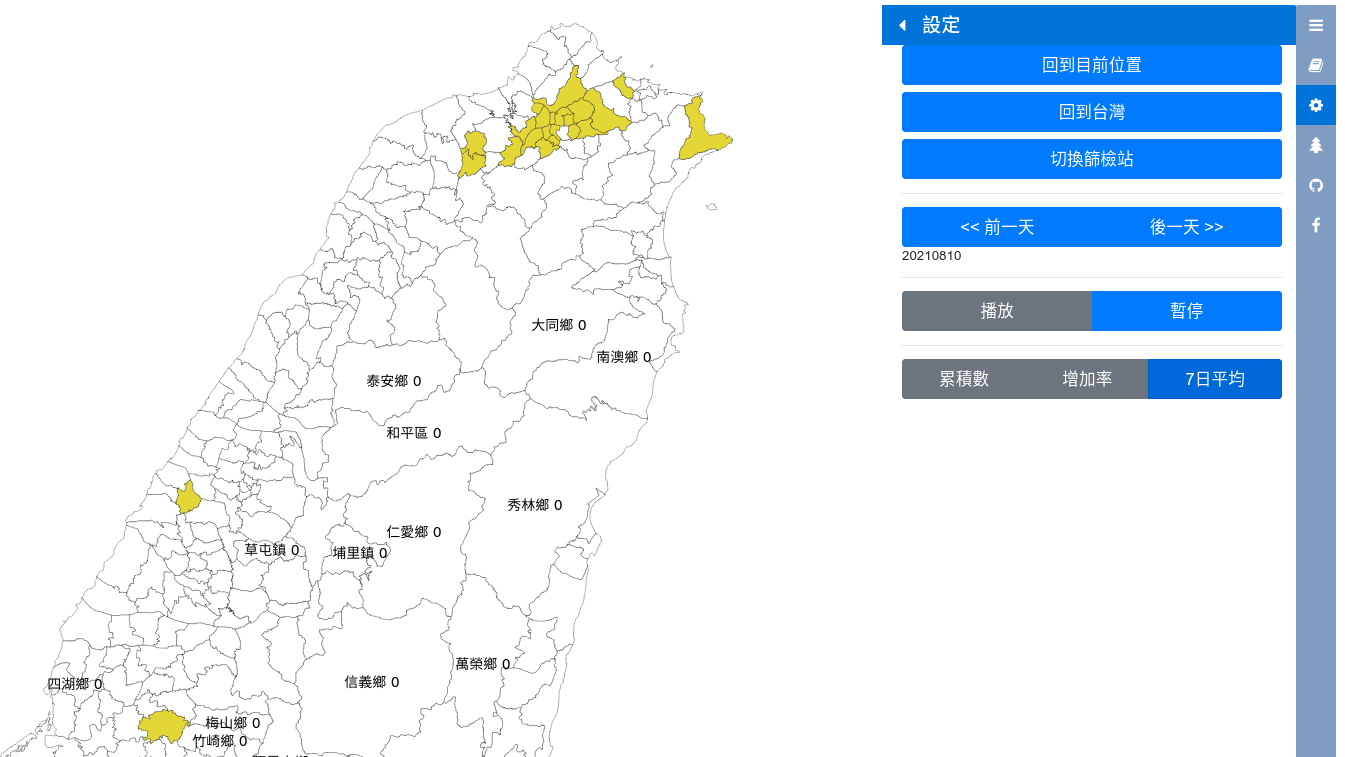 設定
回到目前位置
回到台灣
切換篩檢站
<< 前一天
後一天 >>
20210810
播放
暫停
累積數
增加率
7日平均
大同鄉 0
南澳鄉 0
泰安鄉 0
和平區 0
秀林鄉 0
仁愛鄉 0
草屯鎮 0
埔里鎮 0
萬榮鄉 0
信義鄉 0
四湖鄉 0
梅山鄉 0
竹崎鄉 0